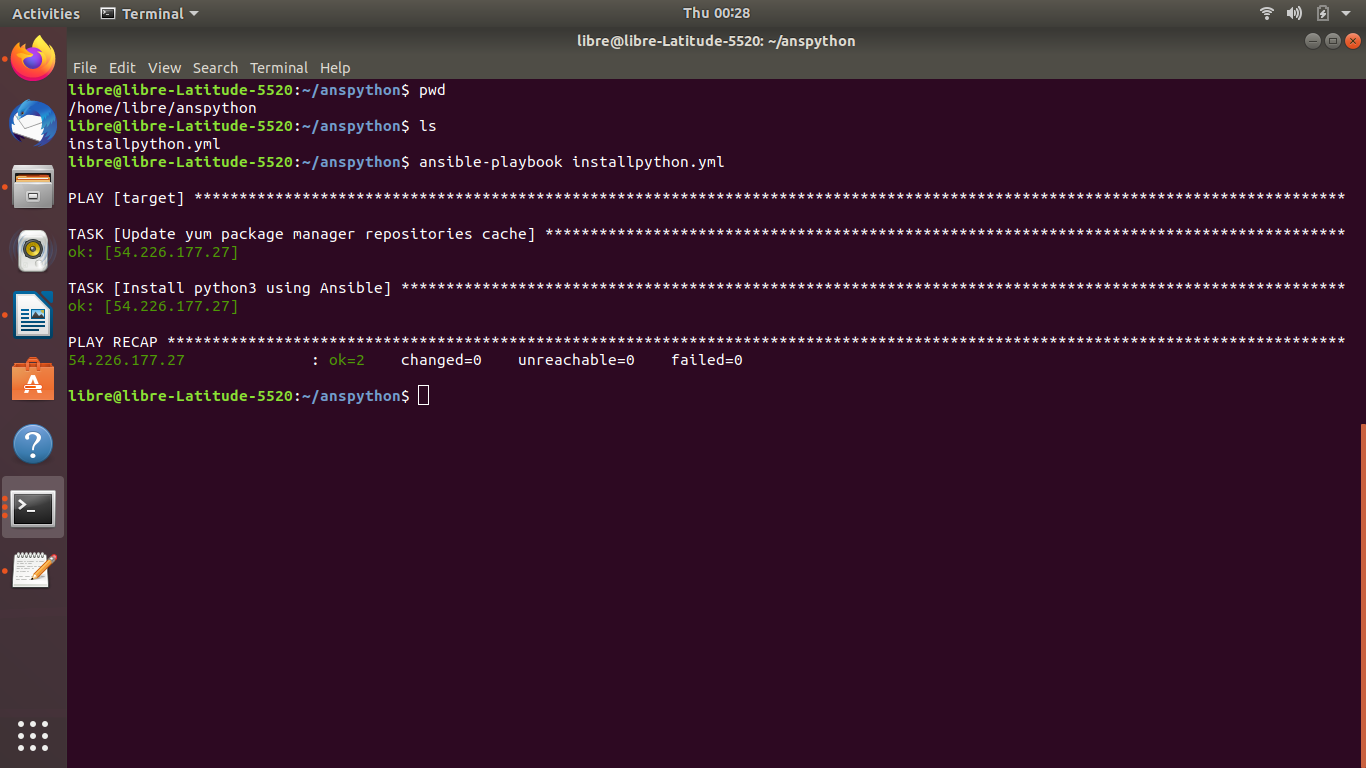 Activities Terminal Thu 00:28
libre@libre-Latitude-5520: ~/anspython
File Edit View Search Terminal Help
libre@libre-Latitude-5520:~/anspython$ pwd
/home/libre/anspython
libre@libre-Latitude-5520:~/anspython$ ls
installpython.yml
libre@libre-Latitude-5520:~/anspython$ ansible-playbook installpython.yml
PLAY [target] ********************************************************************************************************************************
TASK [Update yum package manager repositories cache] *****************************************************************************************
ok: [54.226.177.27]
TASK [Install python3 using Ansible] *********************************************************************************************************
ok: [54.226.177.27]
PLAY RECAP ***********************************************************************************************************************************
54.226.177.27 : ok=2 changed=0 unreachable=0 failed=0
libre@libre-Latitude-5520:~/anspython$